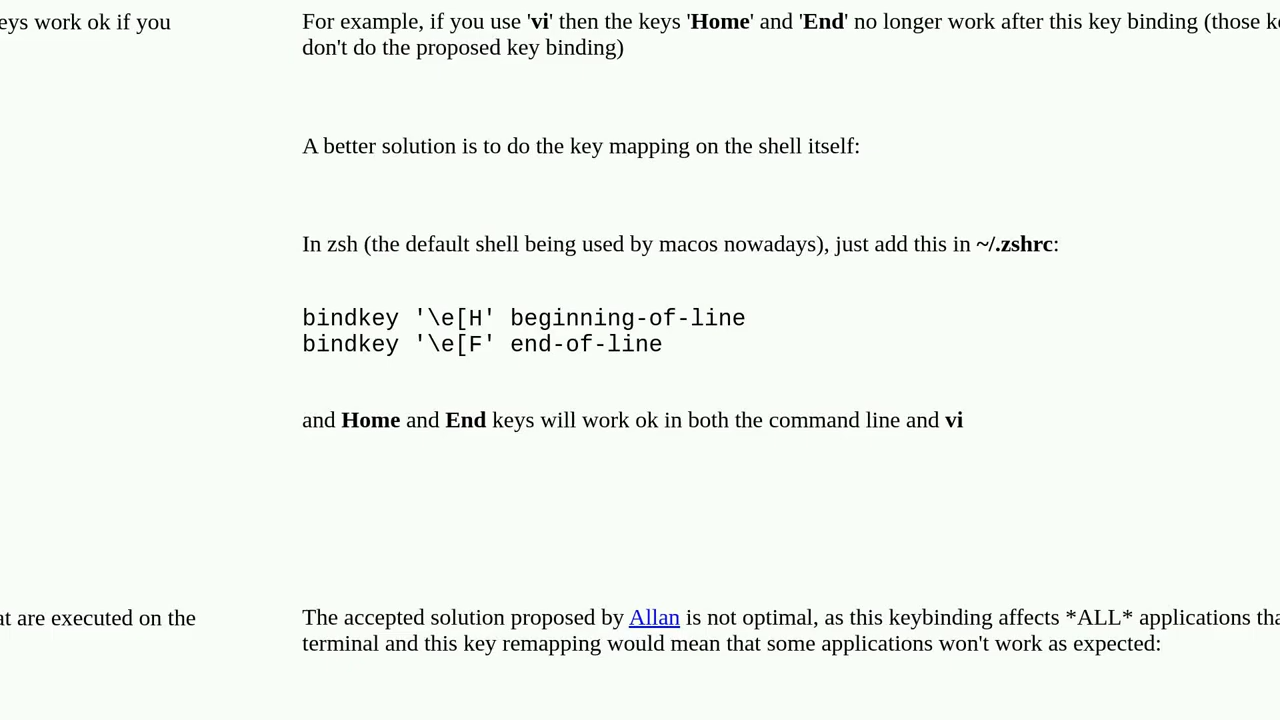 eys work ok if you
For example, if you use 'vi' then the keys 'Home' and 'End' no longer work after this key binding (those
don't do the proposed key binding)
A better solution is to do the key mapping on the shell itself:
In zsh (the default shell being used by macos nowadays), just add this in ~/.zshrc:
bindkey '\e[H' beginning-of-line
bindkey '\e[F' end-of-line
and Home and End keys will work ok in both the command line and vi
at are executed on the
The accepted solution proposed by Allan is not optimal, as this keybinding affects *ALL* applications tha
terminal and this key remapping would mean that some applications won't work as expected: